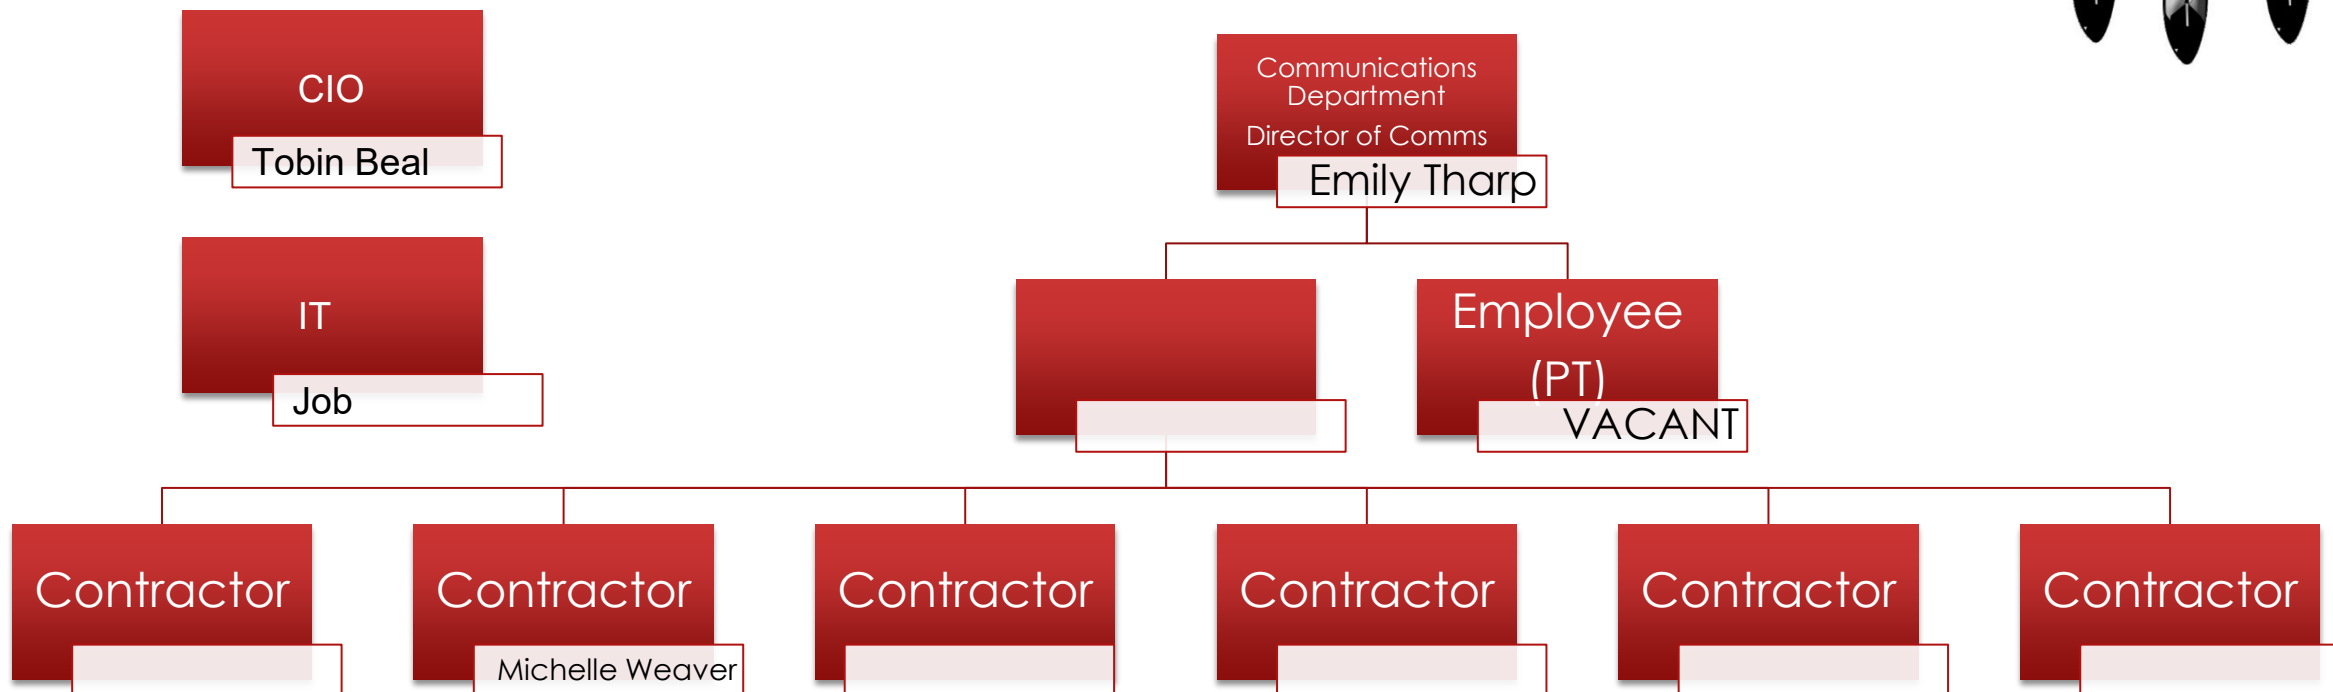 CIO
Tobin Beal
Communications
Department
Director of Comms
Emily Tharp
IT
Job
Employee
(PT)
VACANT
Contractor
Contractor
Michelle Weaver
Contractor
Contractor
Contractor
Contractor